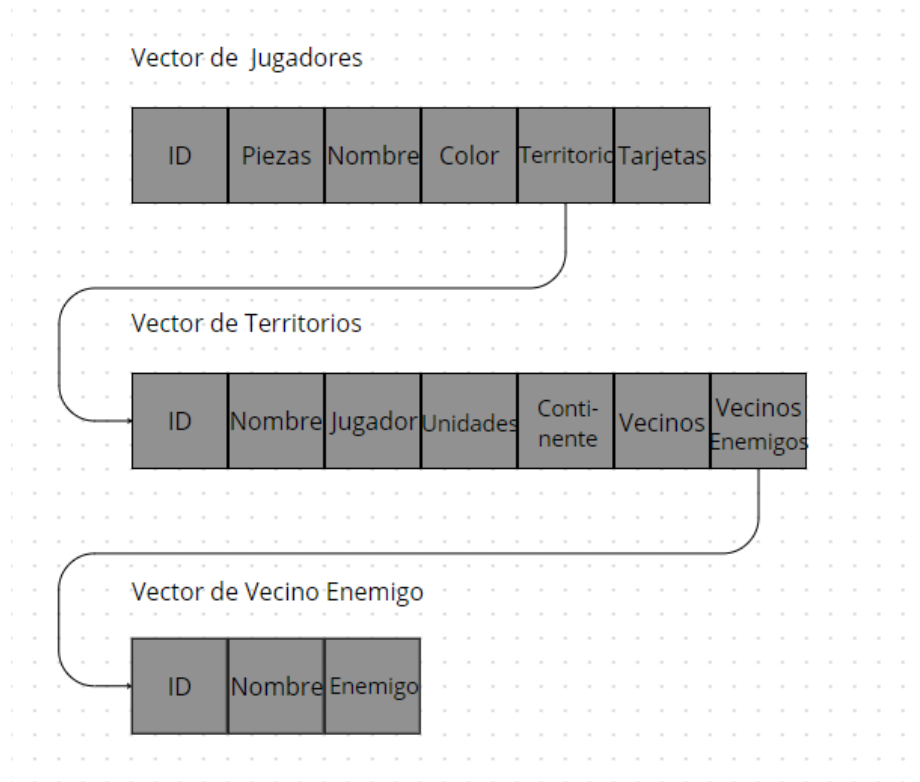 Vector de Jugadores
ID Piezas Nombre Color Territorio Tarjetas
Vector de Territorios
ID Nombre Jugador Unidades Conti-
nente Vecinos Vecinos
Enemigos
Vector de Vecino Enemigo
ID Nombre Enemigo